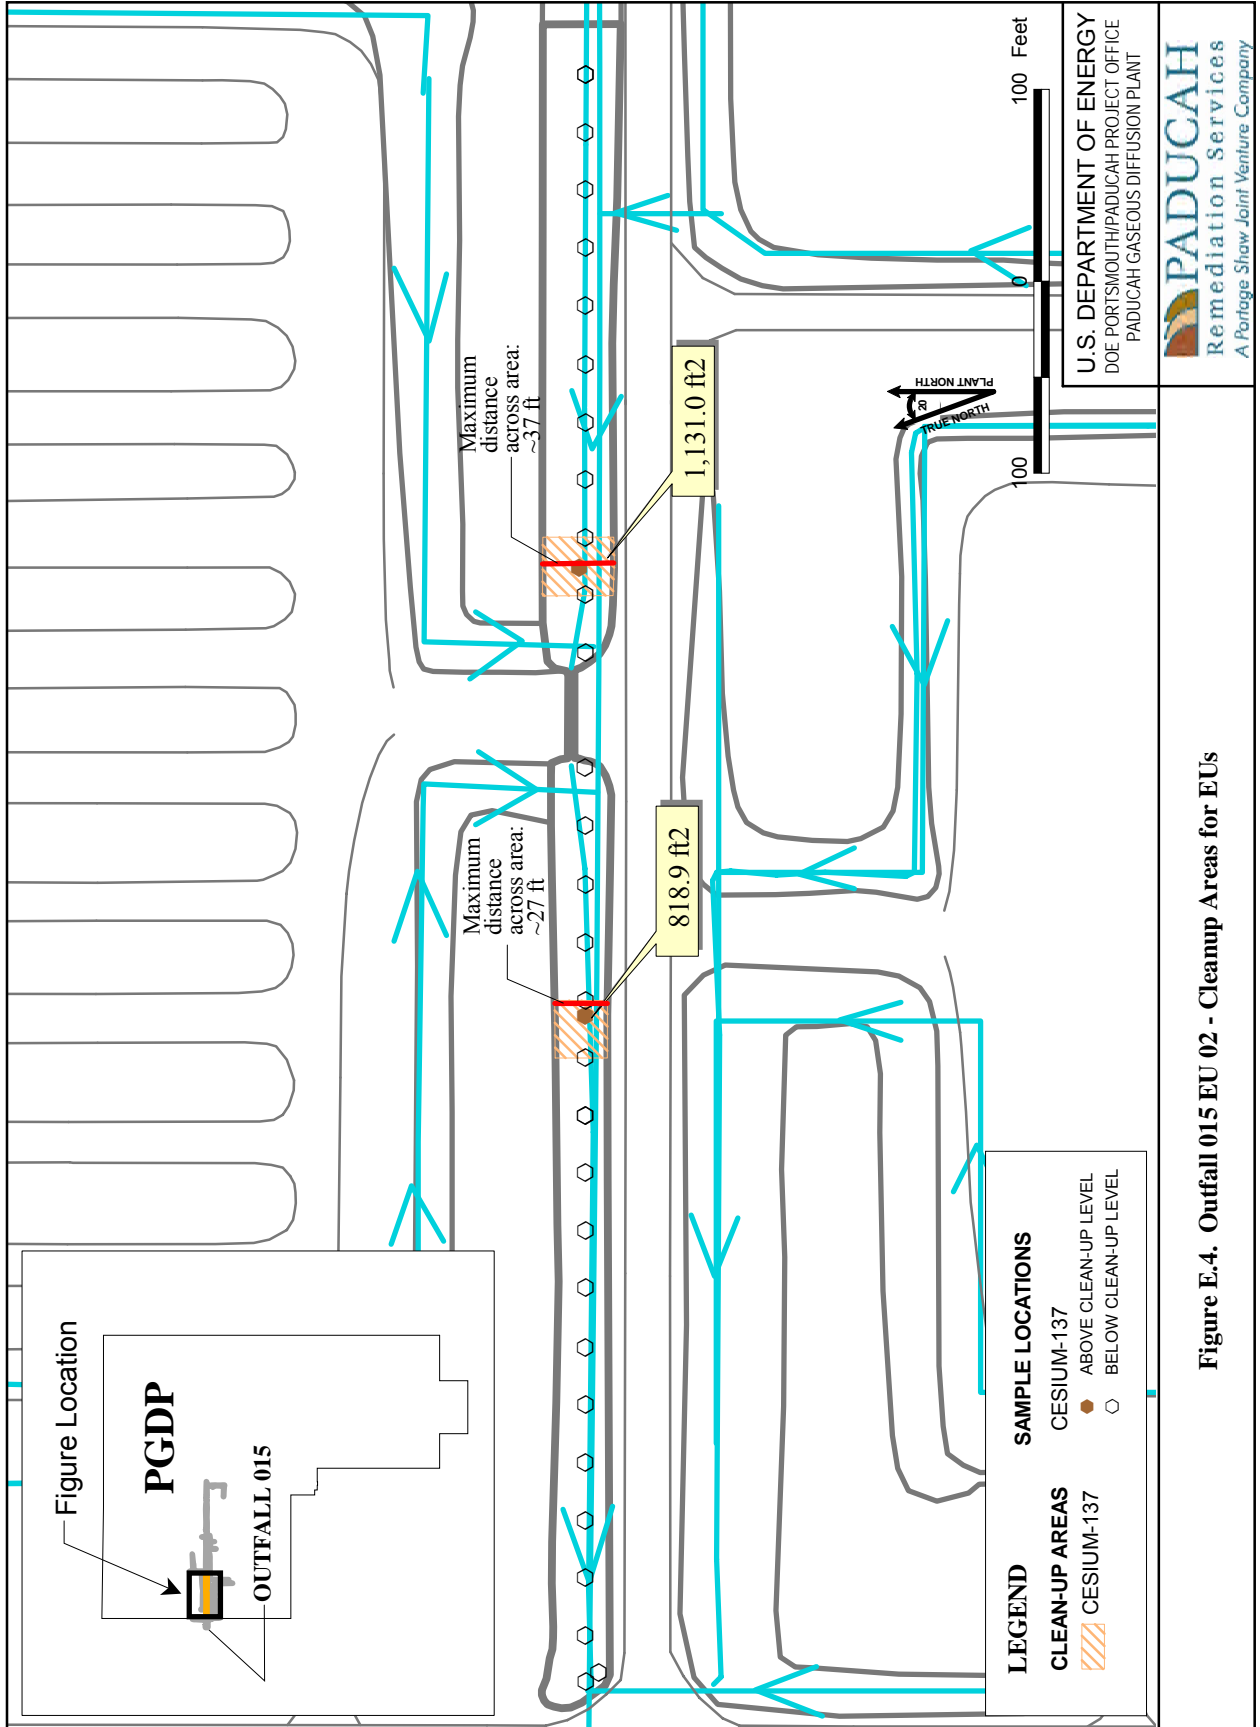 Figure Location
PGDP
OUTFALL 015
Maximum
distance
across area:
~27 ft
Maximum
distance
across area:
~37 ft
818.9 ft2
1,131.0 ft2
LEGEND
CLEAN-UP AREAS
CESIUM-137
SAMPLE LOCATIONS
CESIUM-137
ABOVE CLEAN-UP LEVEL
BELOW CLEAN-UP LEVEL
PLANT NORTH
20
TRUE NORTH
100 0 100 Feet
U.S. DEPARTMENT OF ENERGY
DOE PORTSMOUTH/PADUCAH PROJECT OFFICE
PADUCAH GASEOUS DIFFUSION PLANT
PADUCAH
Remediation Services
A Portage Shaw Joint Venture Company
Figure E.4. Outfall 015 EU 02 - Cleanup Areas for EUs